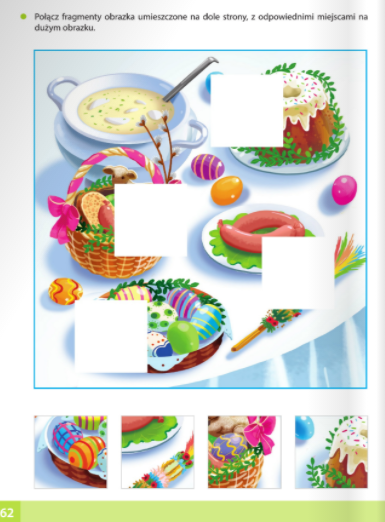 Połącz fragmenty obrazka umieszczone na dole strony, z odpowiednimi miejscami na
dużym obrazku.
62